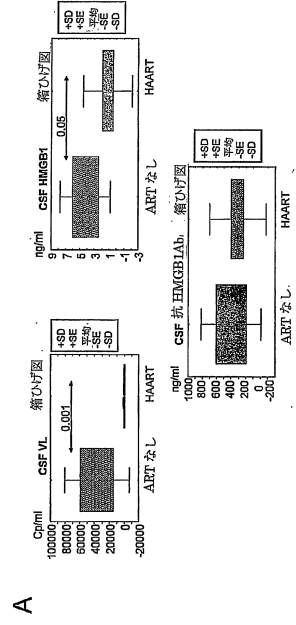 A
箱ひげ図
CSF VL
Cp/ml
100000
80000
60000
40000
20000
0
-20000
0.001
ARTなし
HAART
+SD
+SE
平均
-SE
-SD
箱ひげ図
CSF HMGB1
ng/ml
9
7
5
3
1
-1
-3
0.05
ARTなし
HAART
+SD
+SE
平均
-SE
-SD
CSF 抗 HMGB1Ab, 箱ひげ図
ng/ml
1000
800
600
400
200
0
-200
ARTなし
HAART
+SD
+SE
平均
-SE
-SD